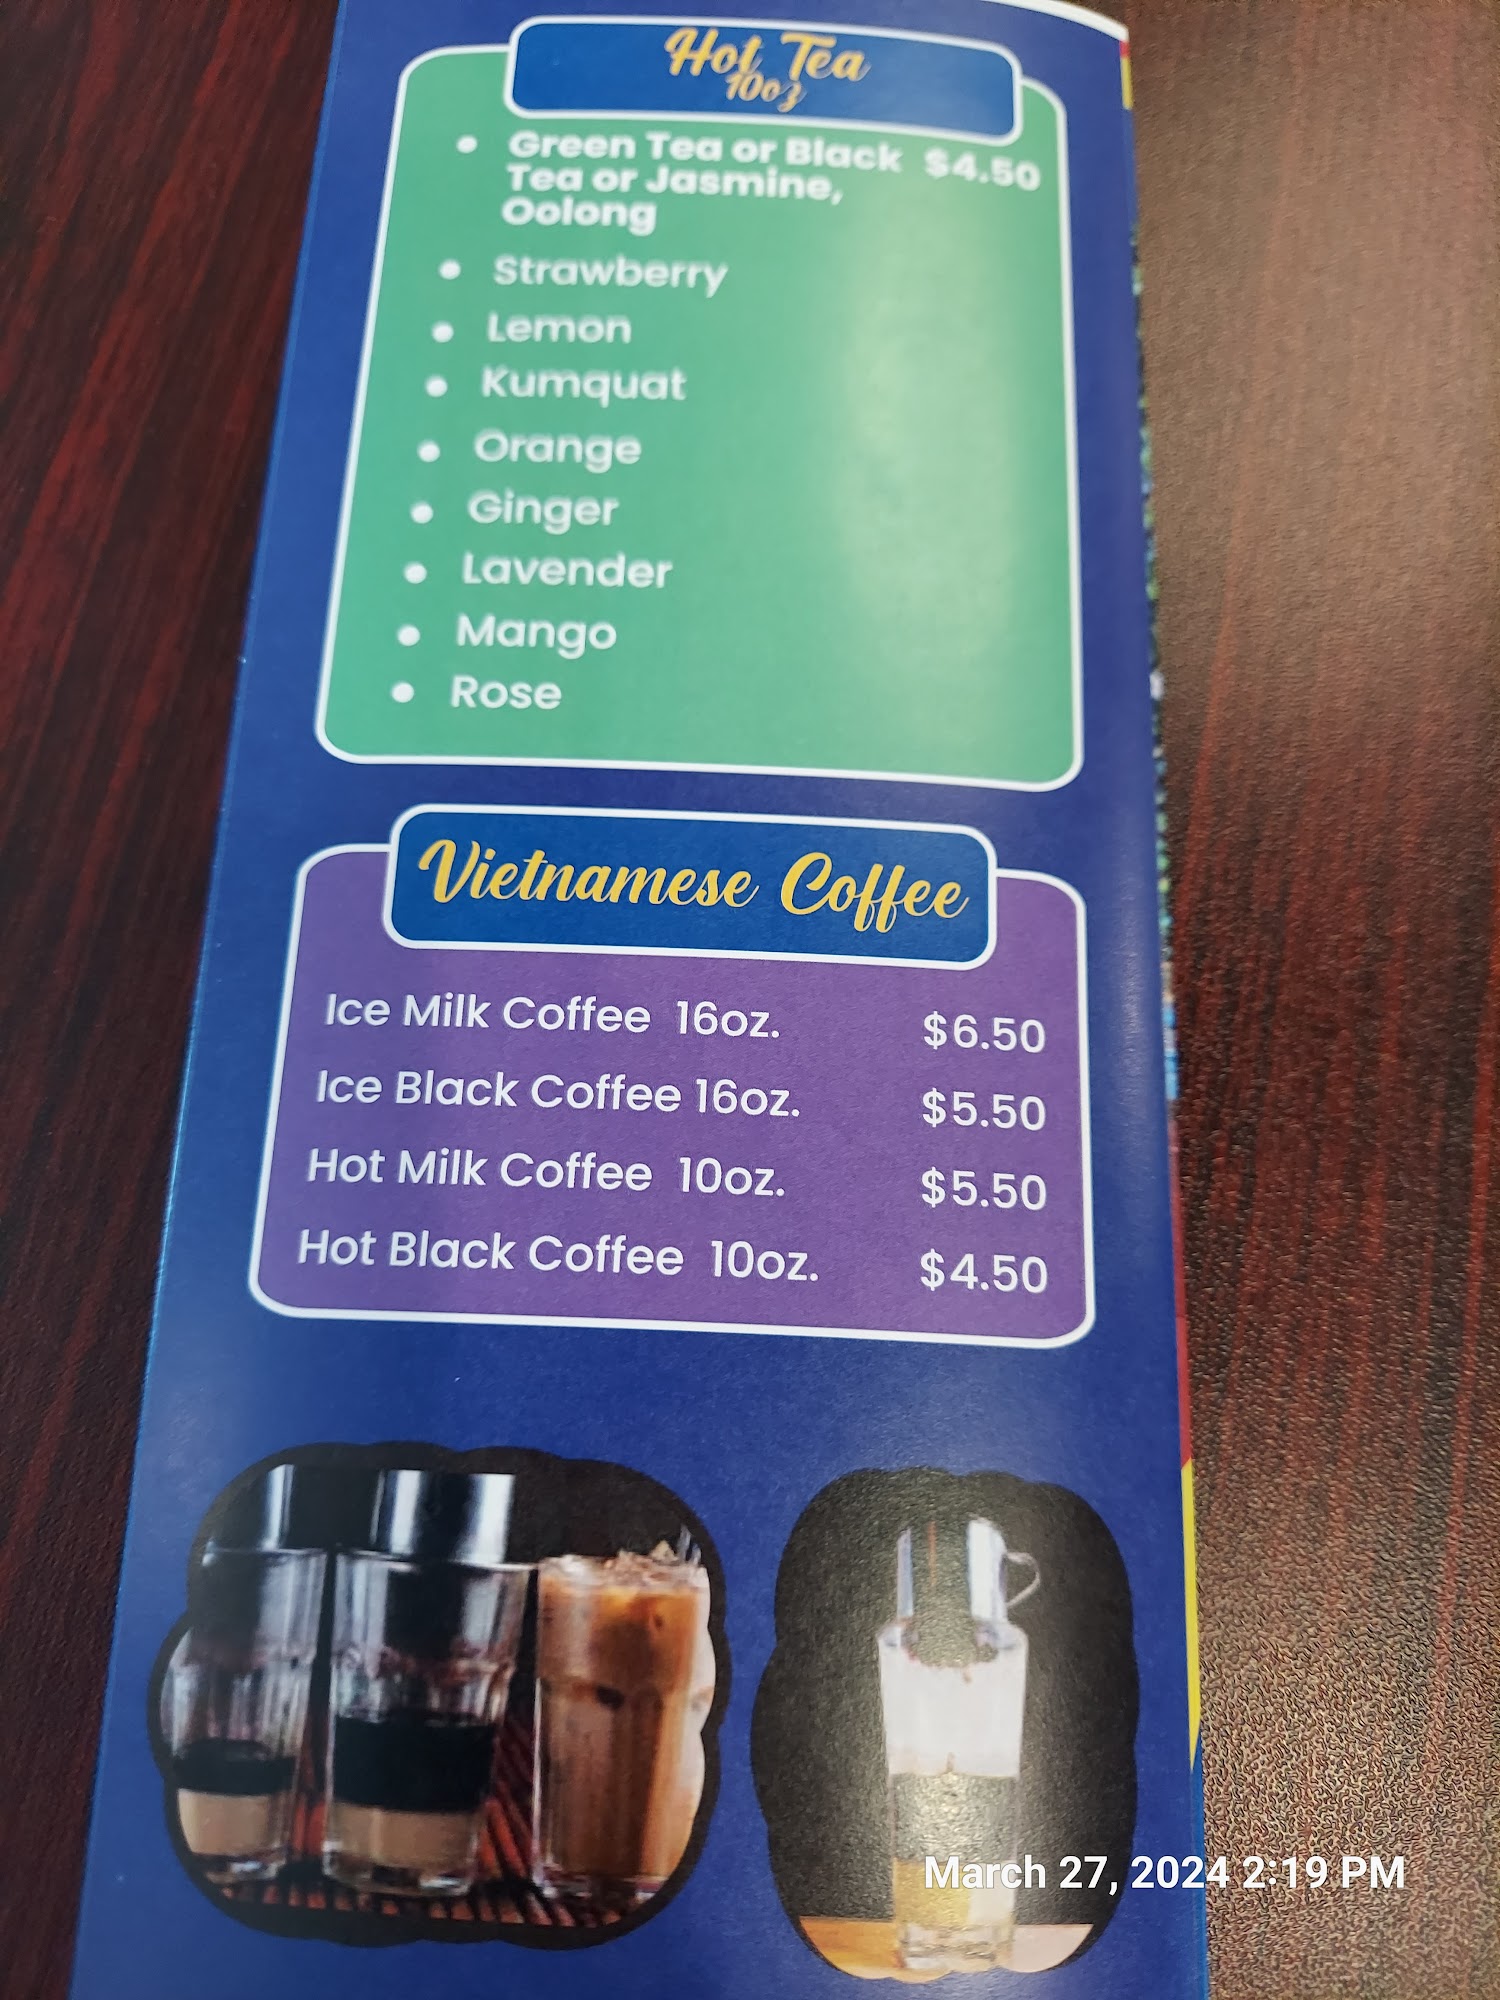 Hot Tea
10oz
• Green Tea or Black $4.50
Tea or Jasmine,
Oolong
• Strawberry
• Lemon
• Kumquat
• Orange
• Ginger
• Lavender
• Mango
• Rose
Vietnamese Coffee
Ice Milk Coffee 16oz. $6.50
Ice Black Coffee 16oz. $5.50
Hot Milk Coffee 10oz. $5.50
Hot Black Coffee 10oz. $4.50
March 27, 2024 2:19 PM